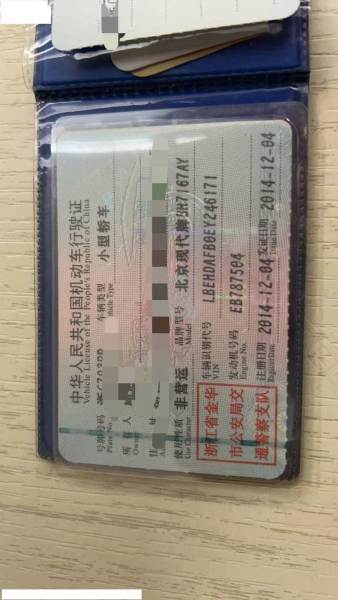 中华人民共和国机动车行驶证
Vehicle License of the People's Republic of China
号牌号码
Plate No.
车辆类型 小型轿车
Vehicle Type
所有人
Owner
住
使用性质 非营运
Use Character
品牌型号 北京现代牌BH7167AY
Model
浙江省金华
市公安局交
通警察支队
车辆识别代号 LBEHDAFB0EY246171
VIN
发动机号码 EB787504
Engine No.
注册日期 2014-12-04
Register Date
发证日期 2014-12-04
Issue Date